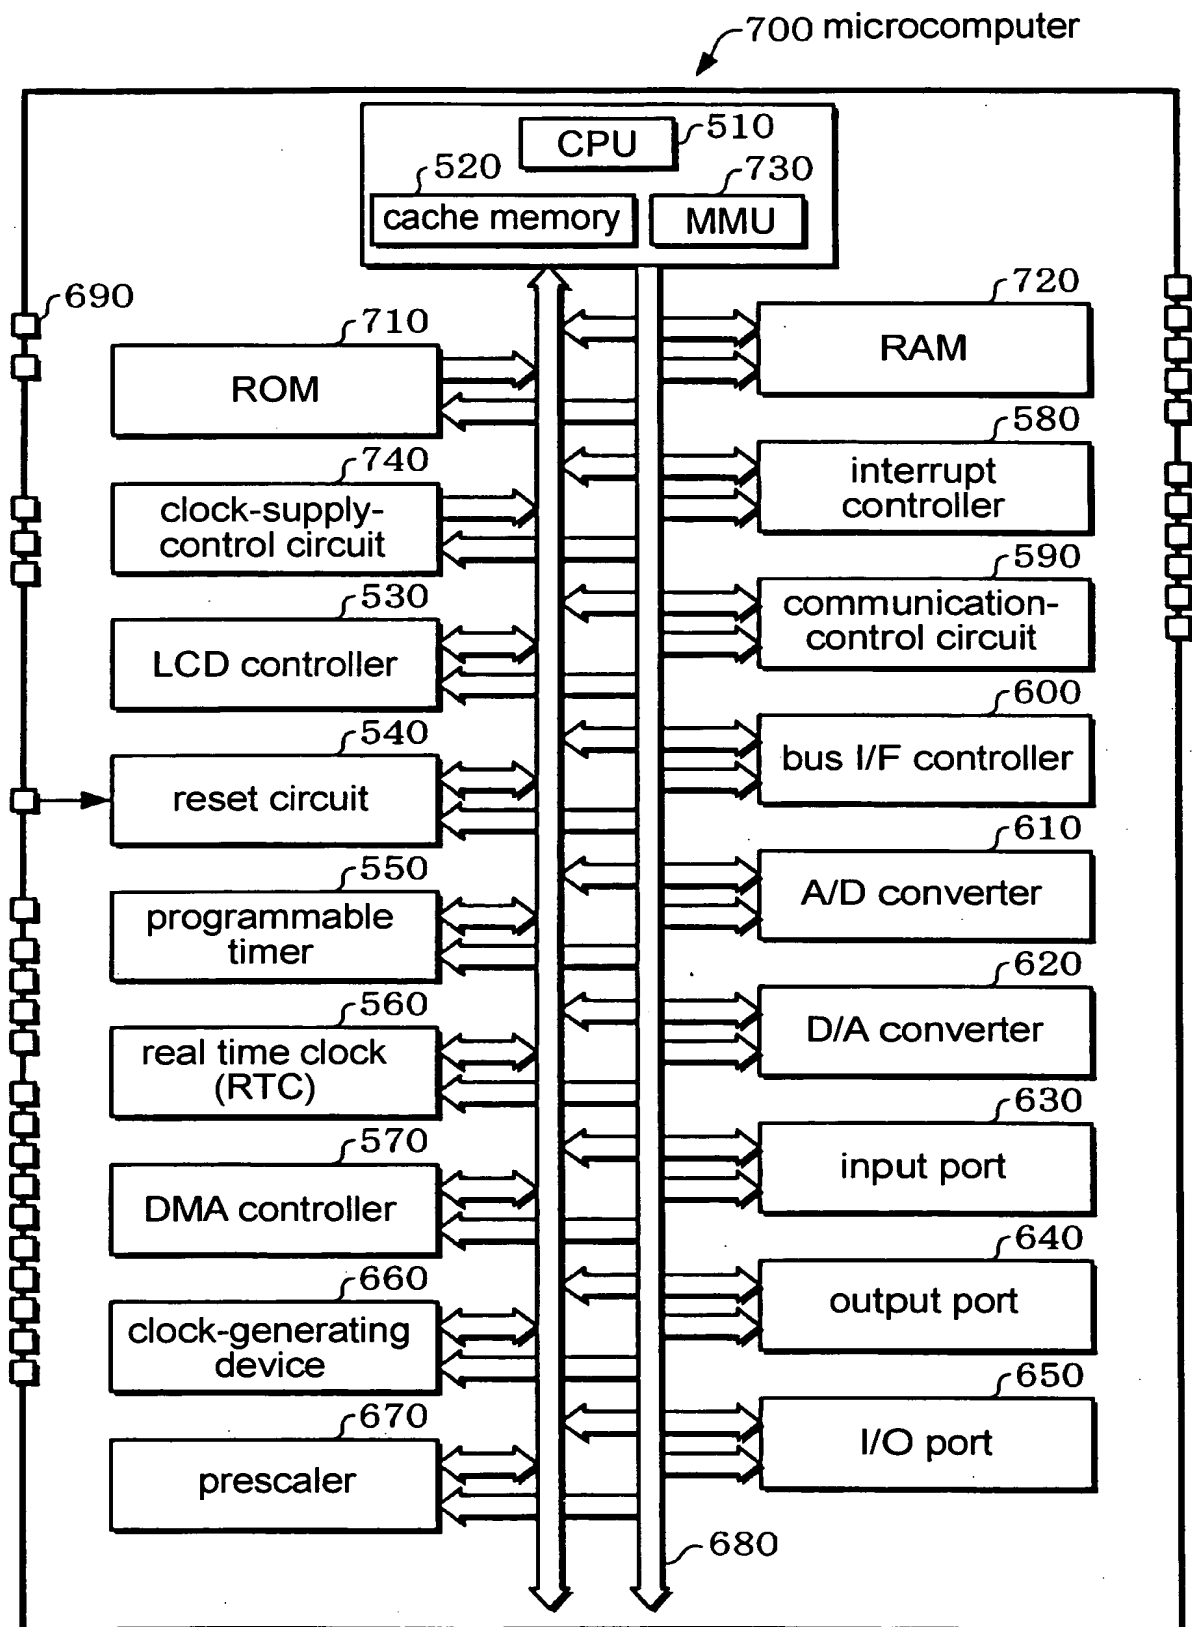 700 microcomputer
CPU
510
520
cache memory
730
MMU
690
710
ROM
720
RAM
740
clock-supply-
control circuit
580
interrupt
controller
530
LCD controller
590
communication-
control circuit
540
reset circuit
600
bus I/F controller
550
programmable
timer
610
A/D converter
560
real time clock
(RTC)
620
D/A converter
570
DMA controller
630
input port
660
clock-generating
device
640
output port
670
prescaler
650
I/O port
680